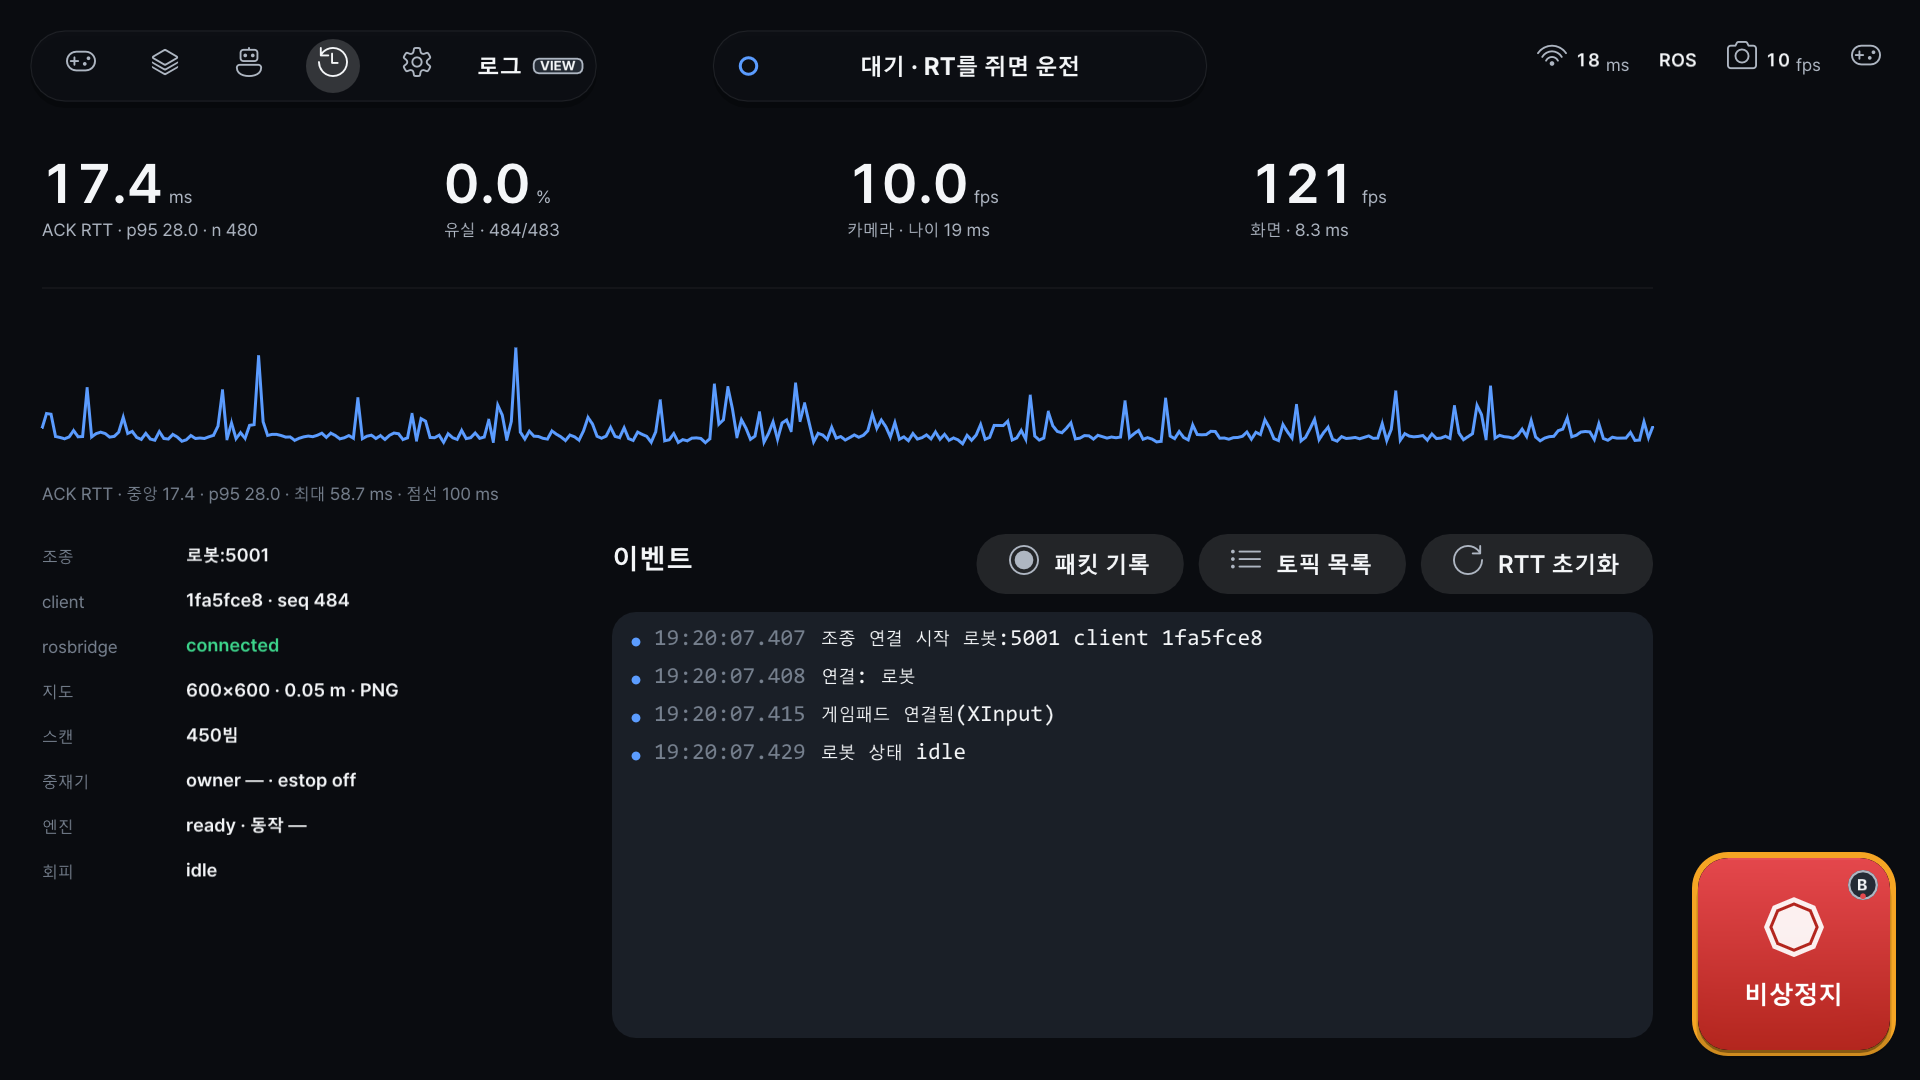 로그 VIEW
대기 · RT를 쥐면 운전
18 ms ROS 10 fps
17.4 ms
ACK RTT · p95 28.0 · n 480
0.0 %
유실 · 484/483
10.0 fps
카메라 · 나이 19 ms
121 fps
화면 · 8.3 ms
ACK RTT · 중앙 17.4 · p95 28.0 · 최대 58.7 ms · 점선 100 ms
조종 로봇:5001
client 1fa5fce8 · seq 484
rosbridge connected
지도 600×600 · 0.05 m · PNG
스캔 450빔
중재기 owner — · estop off
엔진 ready · 동작 —
회피 idle
이벤트
패킷 기록
토픽 목록
RTT 초기화
19:20:07.407 조종 연결 시작 로봇:5001 client 1fa5fce8
19:20:07.408 연결: 로봇
19:20:07.415 게임패드 연결됨(XInput)
19:20:07.429 로봇 상태 idle
B
비상정지